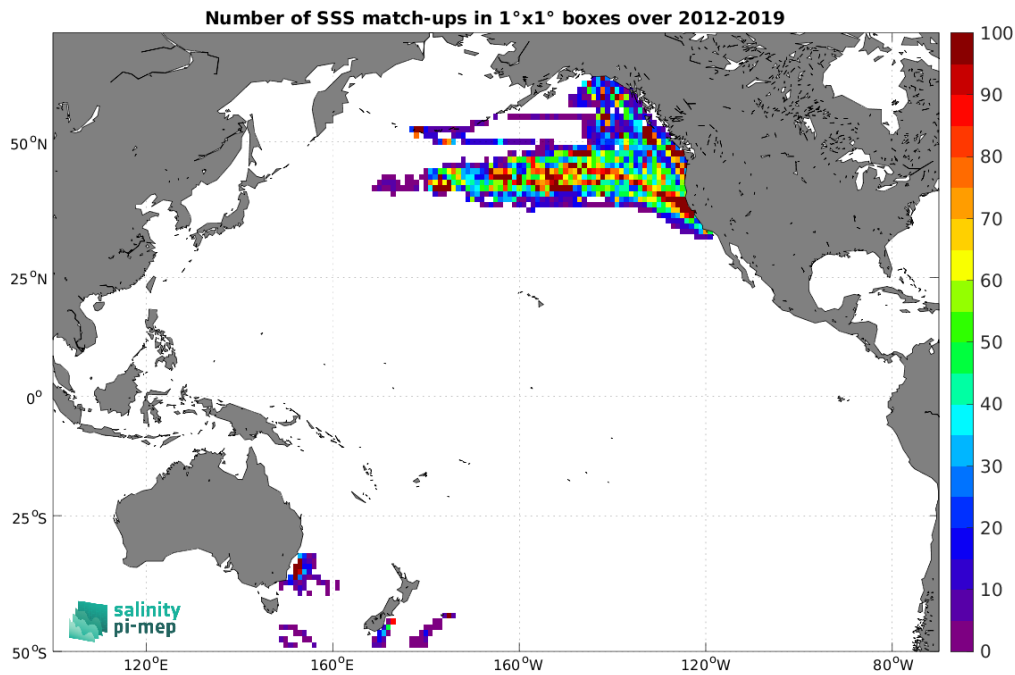 Number of SSS match-ups in 1°x1° boxes over 2012-2019
100
90
80
70
60
50
40
30
20
10
0
50°N
25°N
0°
25°S
50°S
120°E
160°E
160°W
120°W
80°W
salinity
pi-mep